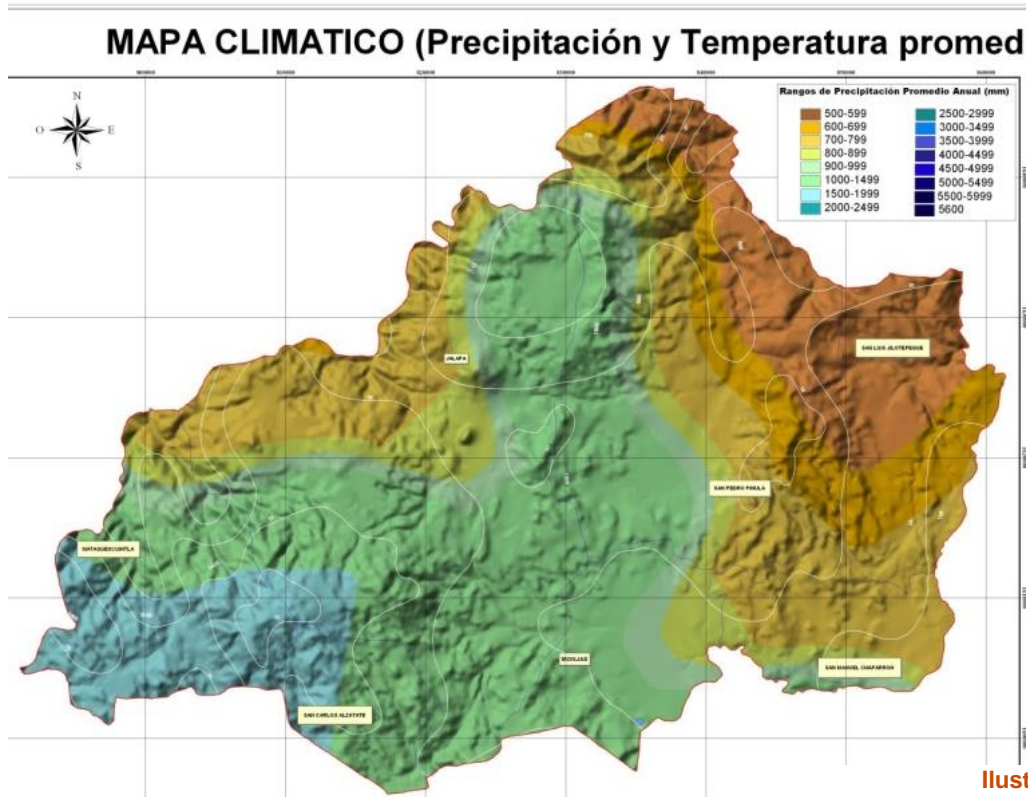 MAPA CLIMATICO (Precipitación y Temperatura promed
N
O
E
S
Rangos de Precipitación Promedio Anual (mm)
500-599
600-699
700-799
800-899
900-999
1000-1499
1500-1999
2000-2499
2500-2999
3000-3499
3500-3999
4000-4499
4500-4999
5000-5499
5500-5999
5600
SAN LUIS JILOTEPEQUE
JALAPA
SAN PEDRO PINULA
MATAQUESCUINTLA
MONJAS
SAN MANUEL CHAPARRON
SAN CARLOS ALZATATE
Ilust